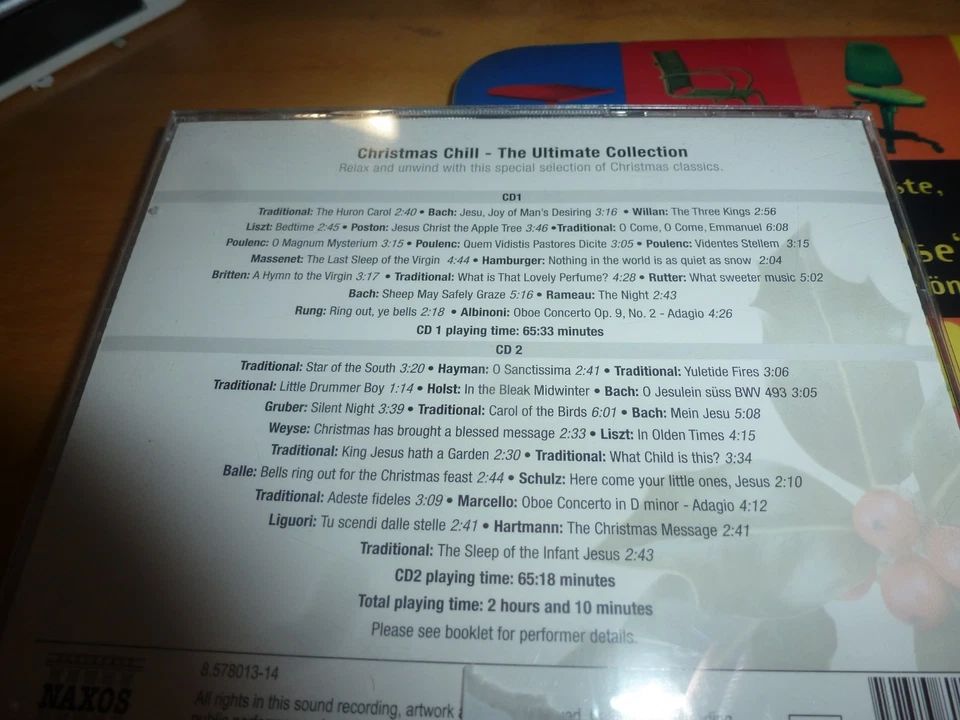 Christmas Chill - The Ultimate Collection
Relax and unwind with this special selection of Christmas classics.
CD1
Traditional: The Huron Carol 2:40 • Bach: Jesu, Joy of Man's Desiring 3:16 • Willan: The Three Kings 2:56
Liszt: Bedtime 2:45 • Poston: Jesus Christ the Apple Tree 3:46 •Traditional: O Come, O Come, Emmanuel 6:08
Poulenc: O Magnum Mysterium 3:15 • Poulenc: Quem Vidistis Pastores Dicite 3:05 • Poulenc: Videntes Stellem 3:15
Massenet: The Last Sleep of the Virgin 4:44 • Hamburger: Nothing in the world is as quiet as snow 2:04
Britten: A Hymn to the Virgin 3:17 • Traditional: What is That Lovely Perfume? 4:28 • Rutter: What sweeter music 5:02
Bach: Sheep May Safely Graze 5:16 • Rameau: The Night 2:43
Rung: Ring out, ye bells 2:18 • Albinoni: Oboe Concerto Op. 9, No. 2 - Adagio 4:26
CD 1 playing time: 65:33 minutes
CD 2
Traditional: Star of the South 3:20 • Hayman: O Sanctissima 2:41 • Traditional: Yuletide Fires 3:06
Traditional: Little Drummer Boy 1:14 • Holst: In the Bleak Midwinter • Bach: O Jesulein süss BWV 493 3:05
Gruber: Silent Night 3:39 • Traditional: Carol of the Birds 6:01 • Bach: Mein Jesu 5:08
Weyse: Christmas has brought a blessed message 2:33 • Liszt: In Olden Times 4:15
Traditional: King Jesus hath a Garden 2:30 • Traditional: What Child is this? 3:34
Balle: Bells ring out for the Christmas feast 2:44 • Schulz: Here come your little ones, Jesus 2:10
Traditional: Adeste fideles 3:09 • Marcello: Oboe Concerto in D minor - Adagio 4:12
Liguori: Tu scendi dalle stelle 2:41 • Hartmann: The Christmas Message 2:41
Traditional: The Sleep of the Infant Jesus 2:43
CD2 playing time: 65:18 minutes
Total playing time: 2 hours and 10 minutes
Please see booklet for performer details.
8.578013-14
NAXOS
All rights in this sound recording, artwork